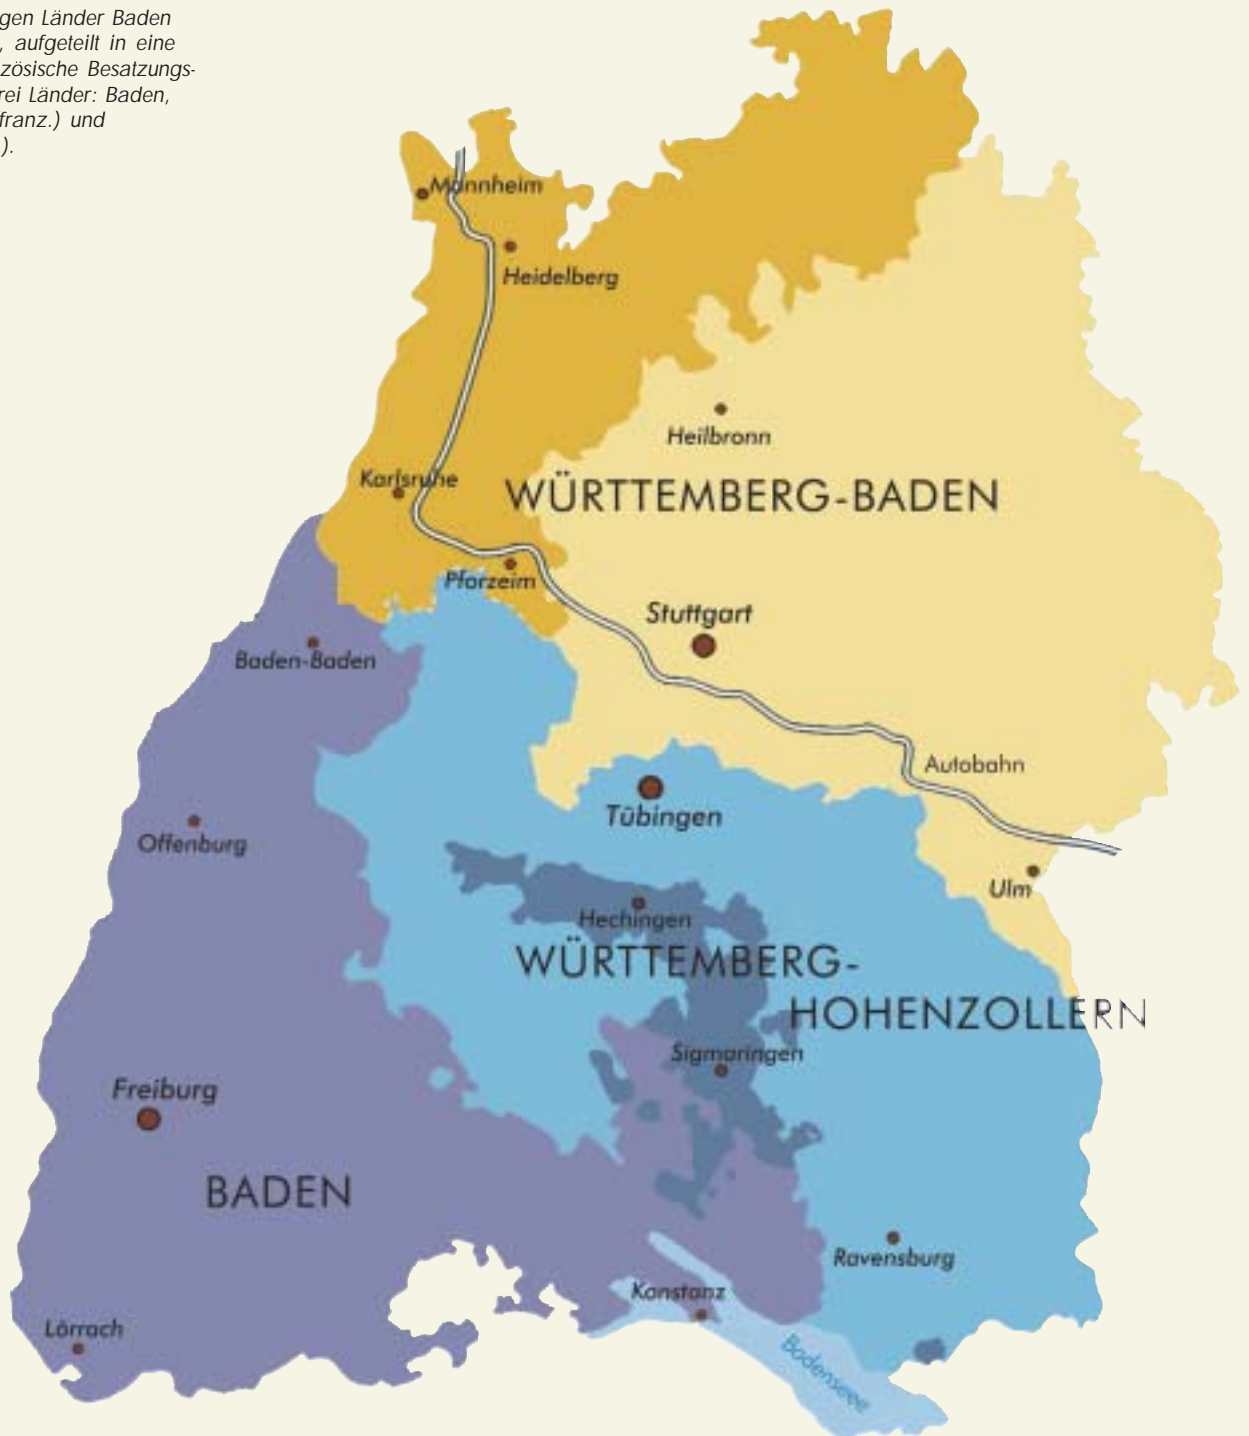 gen Länder Baden
, aufgeteilt in eine
zösische Besatzungs-
rei Länder: Baden,
franz.) und
).
Mannheim
Heidelberg
Heilbronn
Karlsruhe
WÜRTTEMBERG-BADEN
Pforzeim
Stuttgart
Baden-Baden
Autobahn
Tübingen
Offenburg
Ulm
Hechingen
WÜRTTEMBERG-
HOHENZOLLERN
Sigmaringen
Freiburg
BADEN
Ravensburg
Konstanz
Lörrach
Bodensee